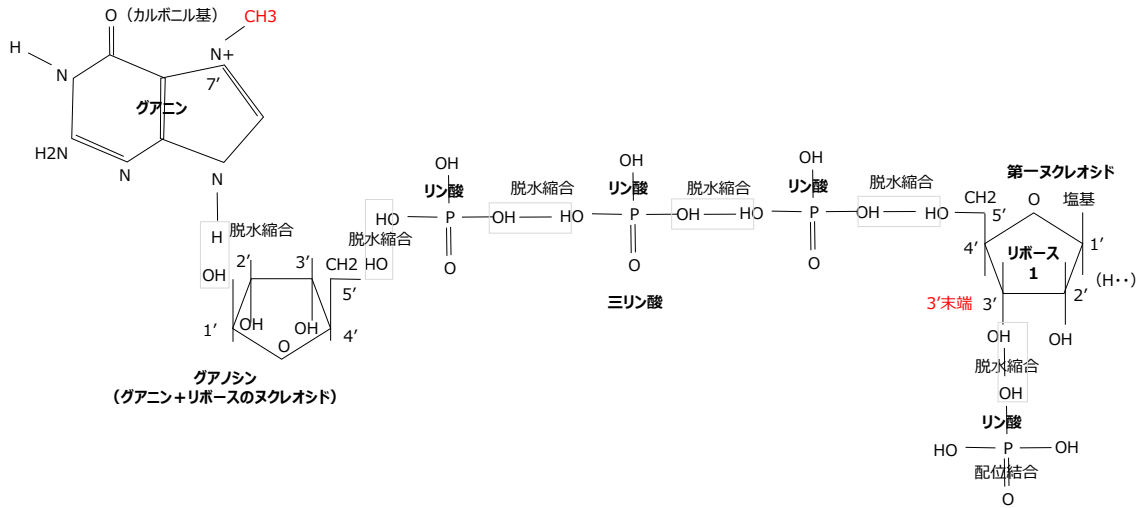 O（カルボニル基）
CH3
H
N
N+
7′
グアニン
H2N
N
N
H
脱水縮合
OH
2′
3′
CH2
5′
1′
OH
OH
4′
O
グアノシン
（グアニン＋リボースのヌクレオシド）
脱水縮合
HO
HO
OH
リン酸
P
O
OH
脱水縮合
HO
OH
リン酸
P
O
OH
脱水縮合
HO
OH
リン酸
P
O
OH
脱水縮合
HO
三リン酸
第一ヌクレオシド
CH2
5′
O
塩基
4′
リボース
1
1′
(H・・)
3′末端
3′
2′
OH
OH
脱水縮合
OH
リン酸
HO
P
OH
配位結合
O